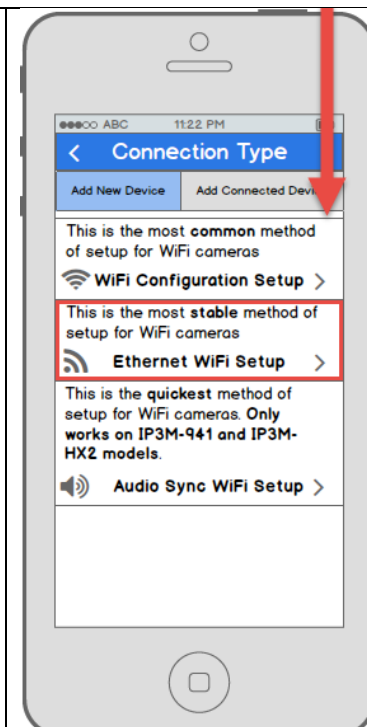 ABC 11:22 PM
< Connection Type
Add New Device Add Connected Dev
This is the most common method
of setup for WiFi cameras
WiFi Configuration Setup >
This is the most stable method of
setup for WiFi cameras
Ethernet WiFi Setup >
This is the quickest method of
setup for WiFi cameras. Only
works on IP3M-941 and IP3M-
HX2 models.
Audio Sync WiFi Setup >